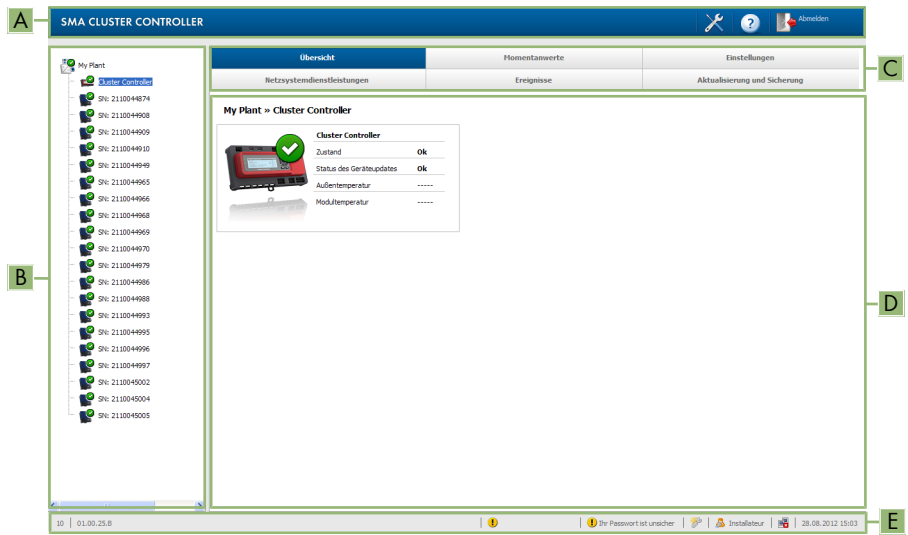 A
SMA CLUSTER CONTROLLER
Abmelden
My Plant
Cluster Controller
SN: 2110044874
SN: 2110044908
SN: 2110044909
SN: 2110044910
SN: 2110044949
SN: 2110044965
SN: 2110044966
SN: 2110044968
SN: 2110044969
SN: 2110044970
SN: 2110044979
SN: 2110044986
SN: 2110044988
SN: 2110044993
SN: 2110044995
SN: 2110044996
SN: 2110044997
SN: 2110045002
SN: 2110045004
SN: 2110045005
B
Übersicht
Momentanwerte
Einstellungen
Netzsystemdienstleistungen
Ereignisse
Aktualisierung und Sicherung
C
My Plant » Cluster Controller
Cluster Controller
Zustand Ok
Status des Geräteupdates Ok
Außentemperatur -----
Modultemperatur -----
D
10 01.00.25.B
Ihr Passwort ist unsicher
Installateur
28.08.2012 15:03
E